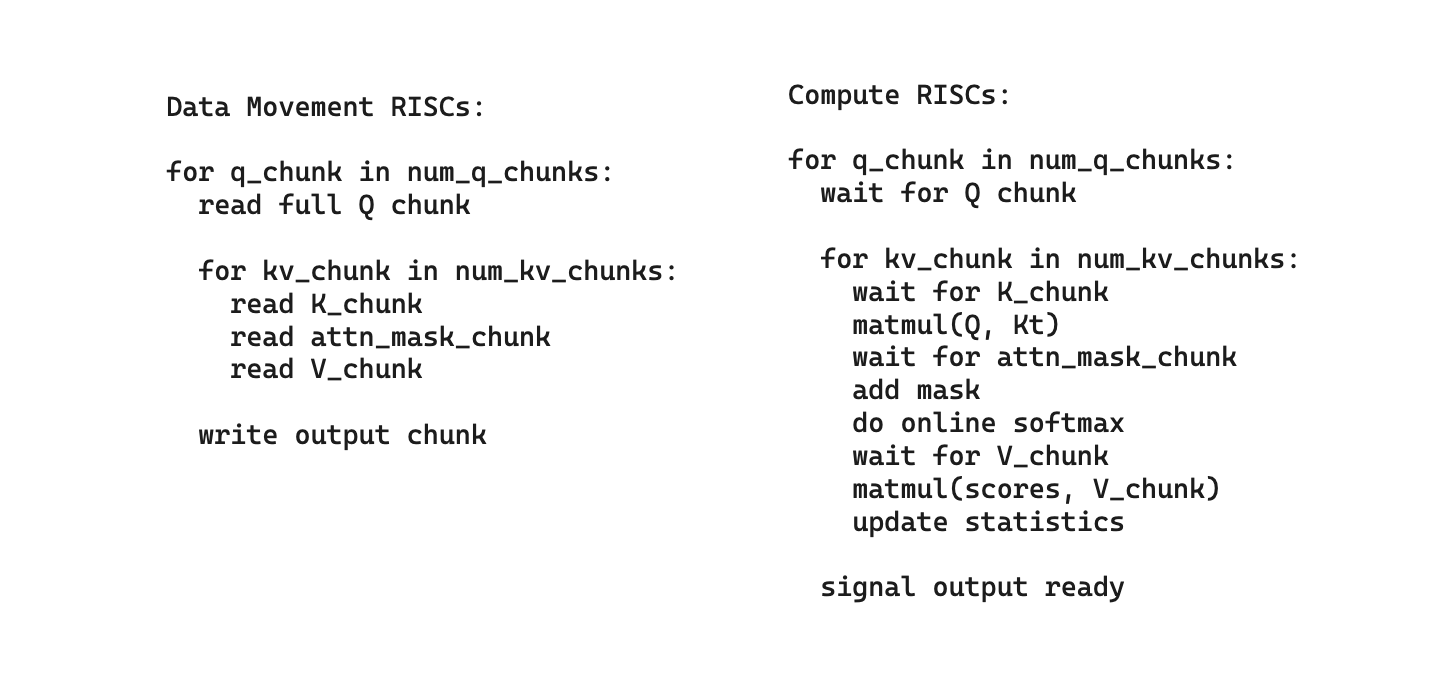 Data Movement RISCs:
for q_chunk in num_q_chunks:
  read full Q chunk
  for kv_chunk in num_kv_chunks:
    read K_chunk
    read attn_mask_chunk
    read V_chunk
  write output chunk
Compute RISCs:
for q_chunk in num_q_chunks:
  wait for Q chunk
  for kv_chunk in num_kv_chunks:
    wait for K_chunk
    matmul(Q, Kt)
    wait for attn_mask_chunk
    add mask
    do online softmax
    wait for V_chunk
    matmul(scores, V_chunk)
    update statistics
  signal output ready